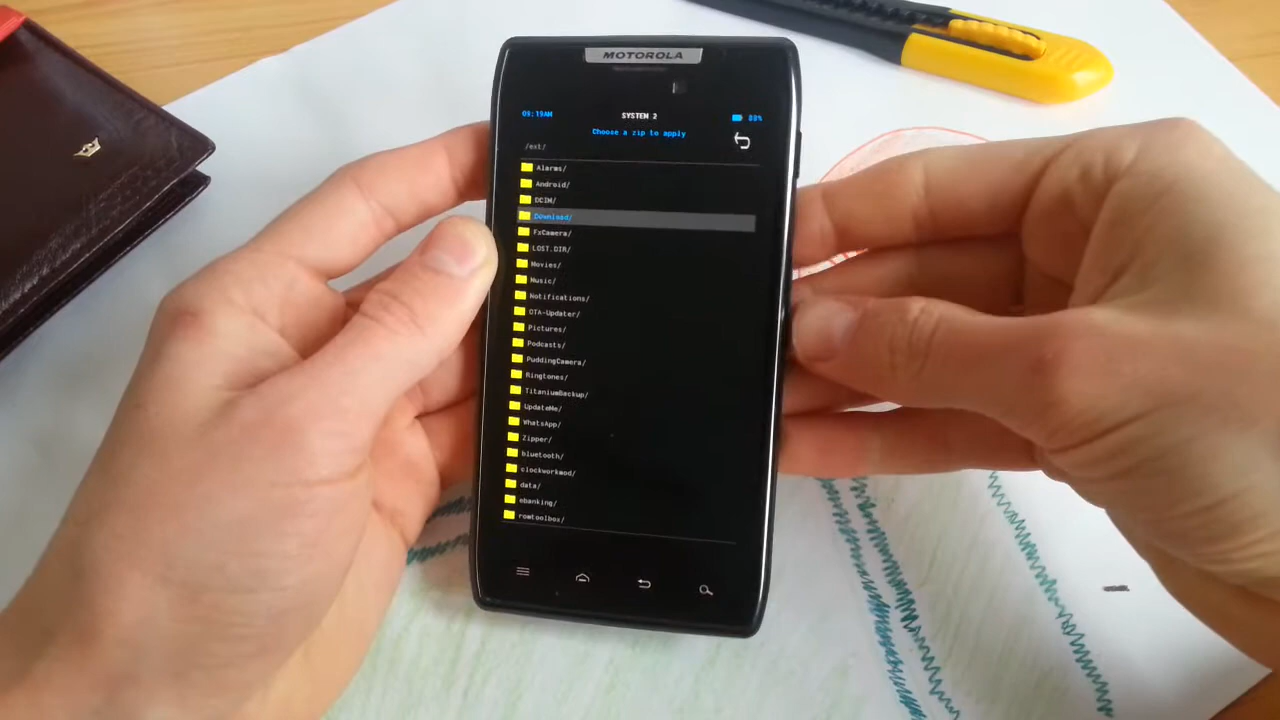 MOTOROLA
09:19AM SYSTEM 2 88%
Choose a zip to apply
/ext/
Alarms/
Android/
DCIM/
Download/
FxCamera/
LOST.DIR/
Movies/
Music/
Notifications/
OTA-Updater/
Pictures/
Podcasts/
PuddingCamera/
Ringtones/
TitaniumBackup/
UpdateMe/
WhatsApp/
Zipper/
bluetooth/
clockworkmod/
data/
ebanking/
romtoolbox/